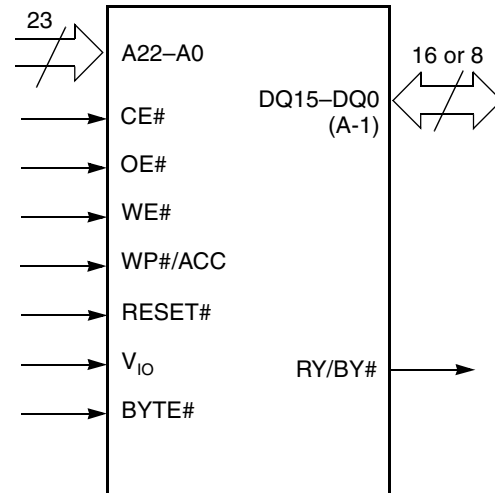 23
A22–A0
CE#
OE#
WE#
WP#/ACC
RESET#
VIO
BYTE#
16 or 8
DQ15–DQ0
(A-1)
RY/BY#